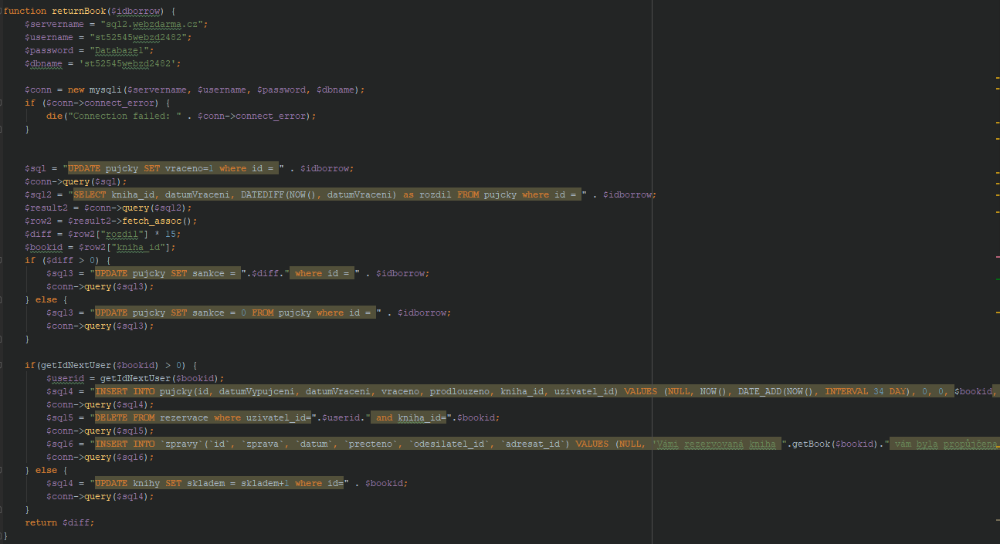 function returnBook($idborrow) {
$servername = "sql2.webzdarma.cz";
$username = "st52545webzd2482";
$password = "Databaze1";
$dbname = 'st52545webzd2482';
$conn = new mysqli($servername, $username, $password, $dbname);
if ($conn->connect_error) {
die("Connection failed: " . $conn->connect_error);
}
$sql = "UPDATE pujcky SET vraceno=1 where id = " . $idborrow;
$conn->query($sql);
$sql2 = "SELECT kniha_id, datumVraceni, DATEDIFF(NOW(), datumVraceni) as rozdil FROM pujcky where id = " . $idborrow;
$result2 = $conn->query($sql2);
$row2 = $result2->fetch_assoc();
$diff = $row2["rozdil"] * 15;
$bookid = $row2["kniha_id"];
if ($diff > 0) {
$sql3 = "UPDATE pujcky SET sankce = ".$diff." where id = " . $idborrow;
$conn->query($sql3);
} else {
$sql3 = "UPDATE pujcky SET sankce = 0 FROM pujcky where id = " . $idborrow;
$conn->query($sql3);
}
if(getIdNextUser($bookid) > 0) {
$userid = getIdNextUser($bookid);
$sql4 = "INSERT INTO pujcky(id, datumVypujceni, datumVraceni, vraceno, prodlouzeno, kniha_id, uzivatel_id) VALUES (NULL, NOW(), DATE_ADD(NOW(), INTERVAL 34 DAY), 0, 0, $bookid,
$conn->query($sql4);
$sql5 = "DELETE FROM rezervace where uzivatel_id=".$userid." and kniha_id=".$bookid;
$conn->query($sql5);
$sql6 = "INSERT INTO `zpravy`(`id`, `zprava`, `datum`, `precteno`, `odesilatel_id`, `adresat_id`) VALUES (NULL, 'Vámi rezervovaná kniha ".getBook($bookid)." vám byla propůjčena
$conn->query($sql6);
} else {
$sql4 = "UPDATE knihy SET skladem = skladem+1 where id=" . $bookid;
$conn->query($sql4);
}
return $diff;
}